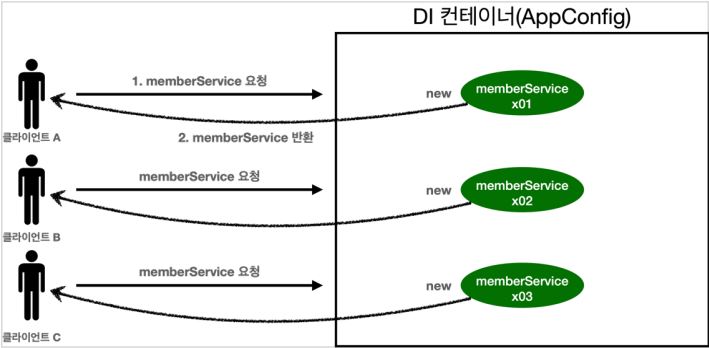 DI 컨테이너(AppConfig)
1. memberService 요청
new
memberService
x01
클라이언트 A
2. memberService 반환
memberService 요청
new
memberService
x02
클라이언트 B
memberService 요청
new
memberService
x03
클라이언트 C